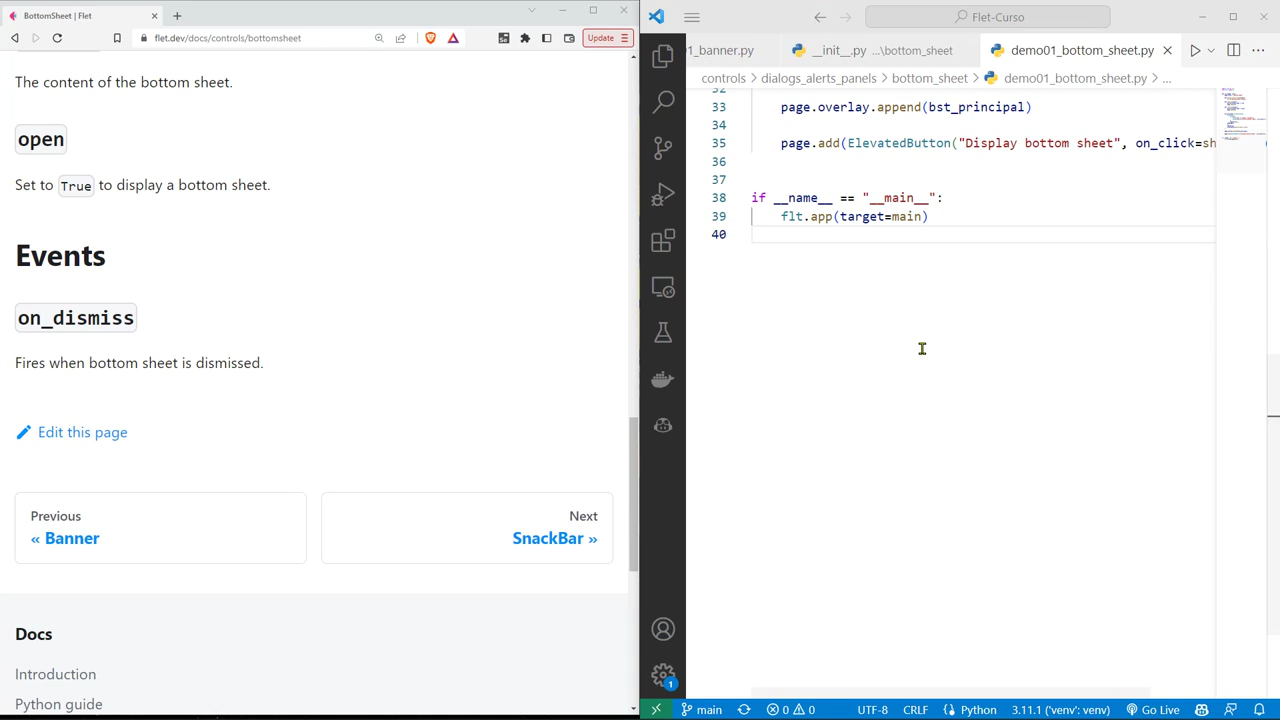 BottomSheet | Flet
flet.dev/docs/controls/bottomsheet
Update
The content of the bottom sheet.
open
Set to True to display a bottom sheet.
Events
on_dismiss
Fires when bottom sheet is dismissed.
Edit this page
Previous
« Banner
Next
SnackBar »
Docs
Introduction
Python guide
Flet-Curso
1_banner.py
__init__.py ...\bottom_sheet
demo01_bottom_sheet.py
controls > dialogs_alerts_panels > bottom_sheet > demo01_bottom_sheet.py > ...
32
33 page.overlay.append(bst_principal)
34
35 page.add(ElevatedButton("Display bottom sheet", on_click=sh
36
37
38 if __name__ == "__main__":
39 flt.app(target=main)
40
1
main
0 0
UTF-8
CRLF
Python
3.11.1 ('venv': venv)
Go Live